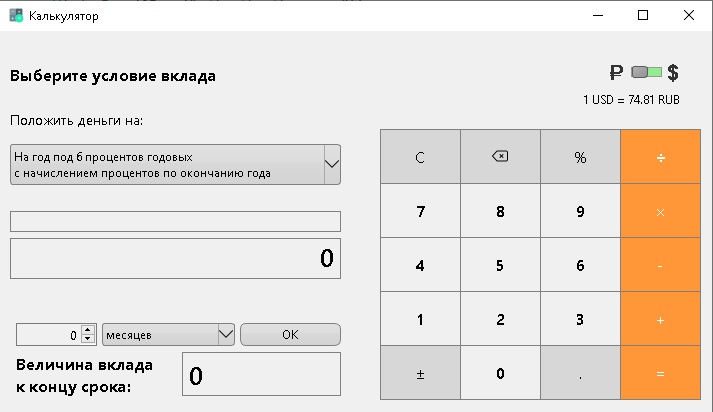 Калькулятор
Выберите условие вклада
₽ $
1 USD = 74.81 RUB
Положить деньги на:
На год под 6 процентов годовых
с начислением процентов по окончанию года
0
C % ÷
7 8 9 ×
4 5 6 -
1 2 3 +
± 0 . =
0 месяцев OK
Величина вклада
к концу срока:
0